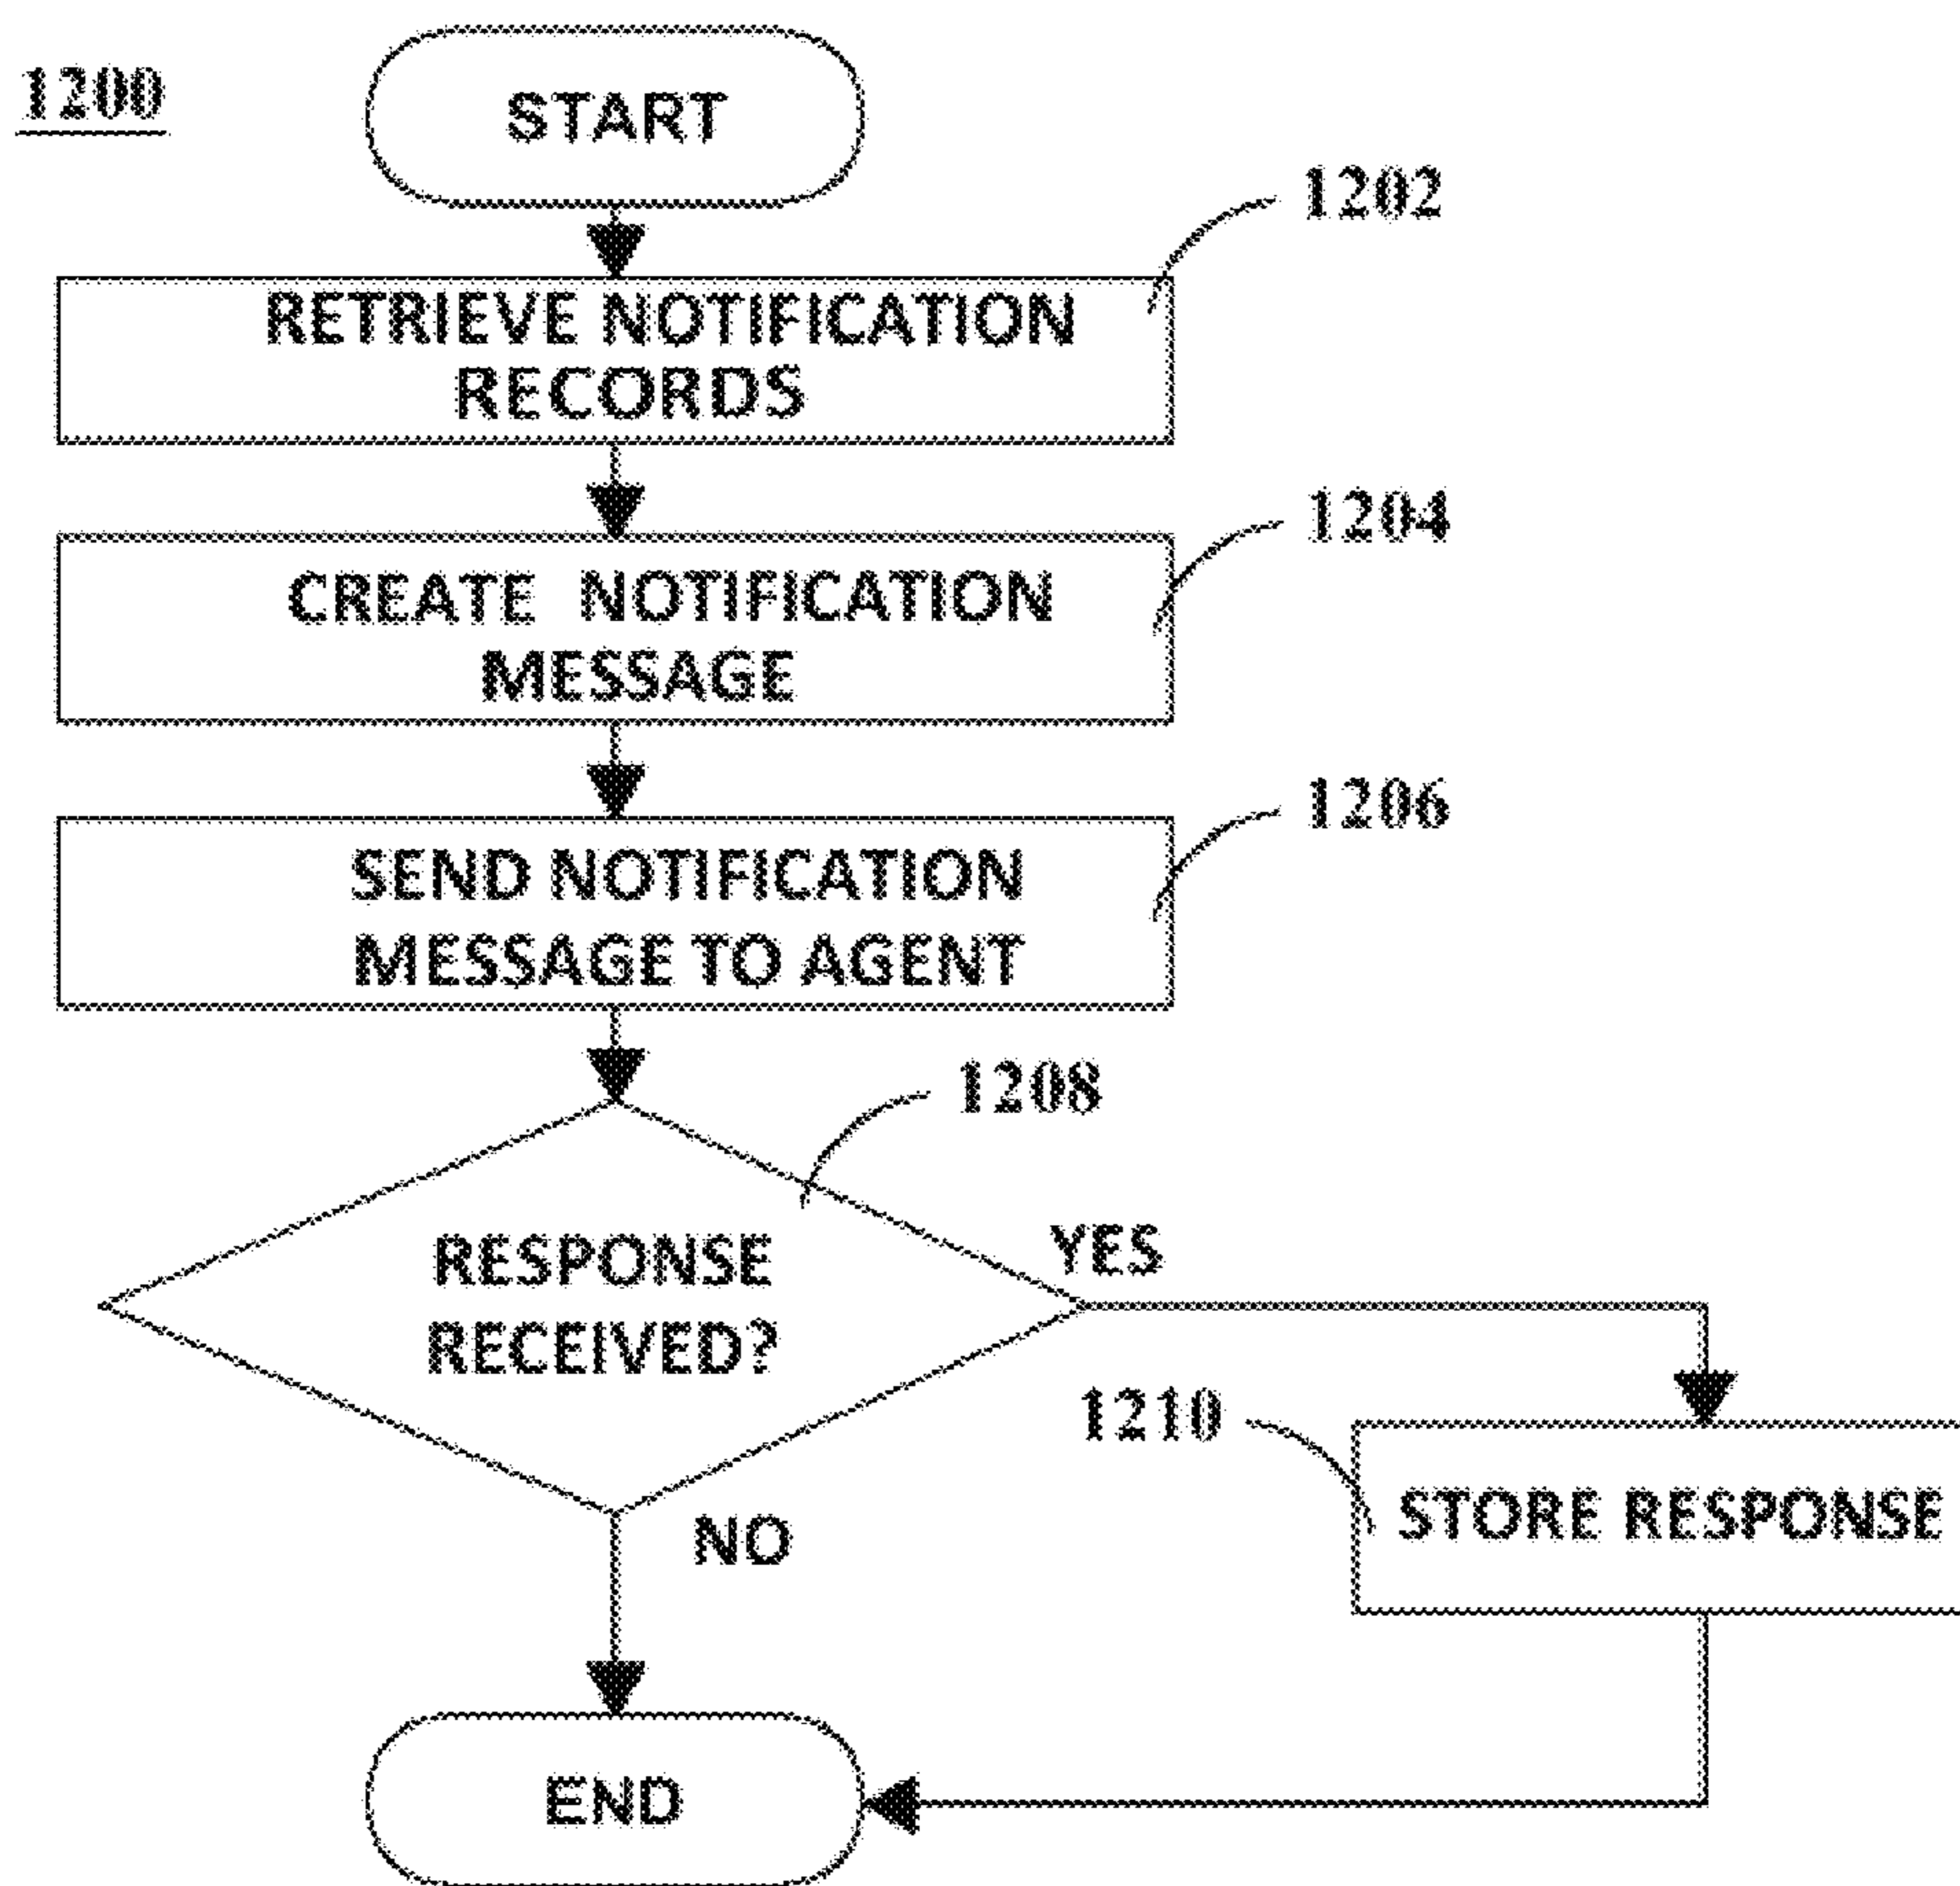 1200
START
1202
RETRIEVE NOTIFICATION
RECORDS
1204
CREATE NOTIFICATION
MESSAGE
1206
SEND NOTIFICATION
MESSAGE TO AGENT
1208
RESPONSE
RECEIVED?
YES
1210
STORE RESPONSE
NO
END